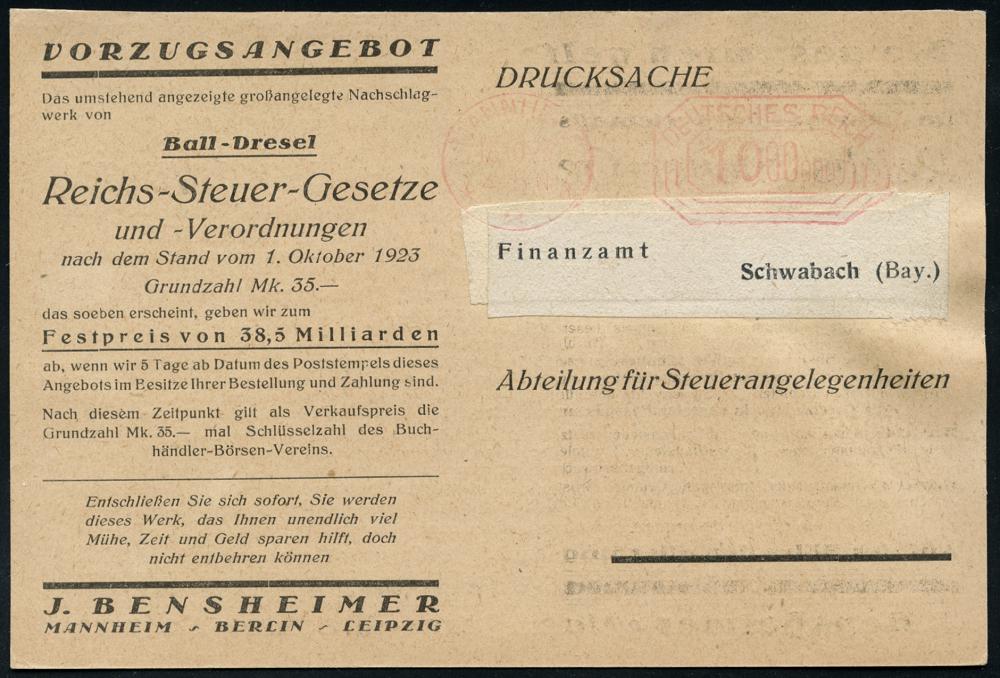 VORZUGSANGEBOT
Das umstehend angezeigte großangelegte Nachschlag-
werk von
Ball-Dresel
Reichs-Steuer-Gesetze
und -Verordnungen
nach dem Stand vom 1. Oktober 1923
Grundzahl Mk. 35.—
das soeben erscheint, geben wir zum
Festpreis von 38,5 Milliarden
ab, wenn wir 5 Tage ab Datum des Poststempels dieses
Angebots im Besitze Ihrer Bestellung und Zahlung sind.
Nach diesem Zeitpunkt gilt als Verkaufspreis die
Grundzahl Mk. 35.— mal Schlüsselzahl des Buch-
händler-Börsen-Vereins.
Entschließen Sie sich sofort, Sie werden
dieses Werk, das Ihnen unendlich viel
Mühe, Zeit und Geld sparen hilft, doch
nicht entbehren können
J. BENSHEIMER
MANNHEIM - BERLIN - LEIPZIG
DRUCKSACHE
DEUTSCHES REICH
Finanzamt
Schwabach (Bay.)
Abteilung für Steuerangelegenheiten